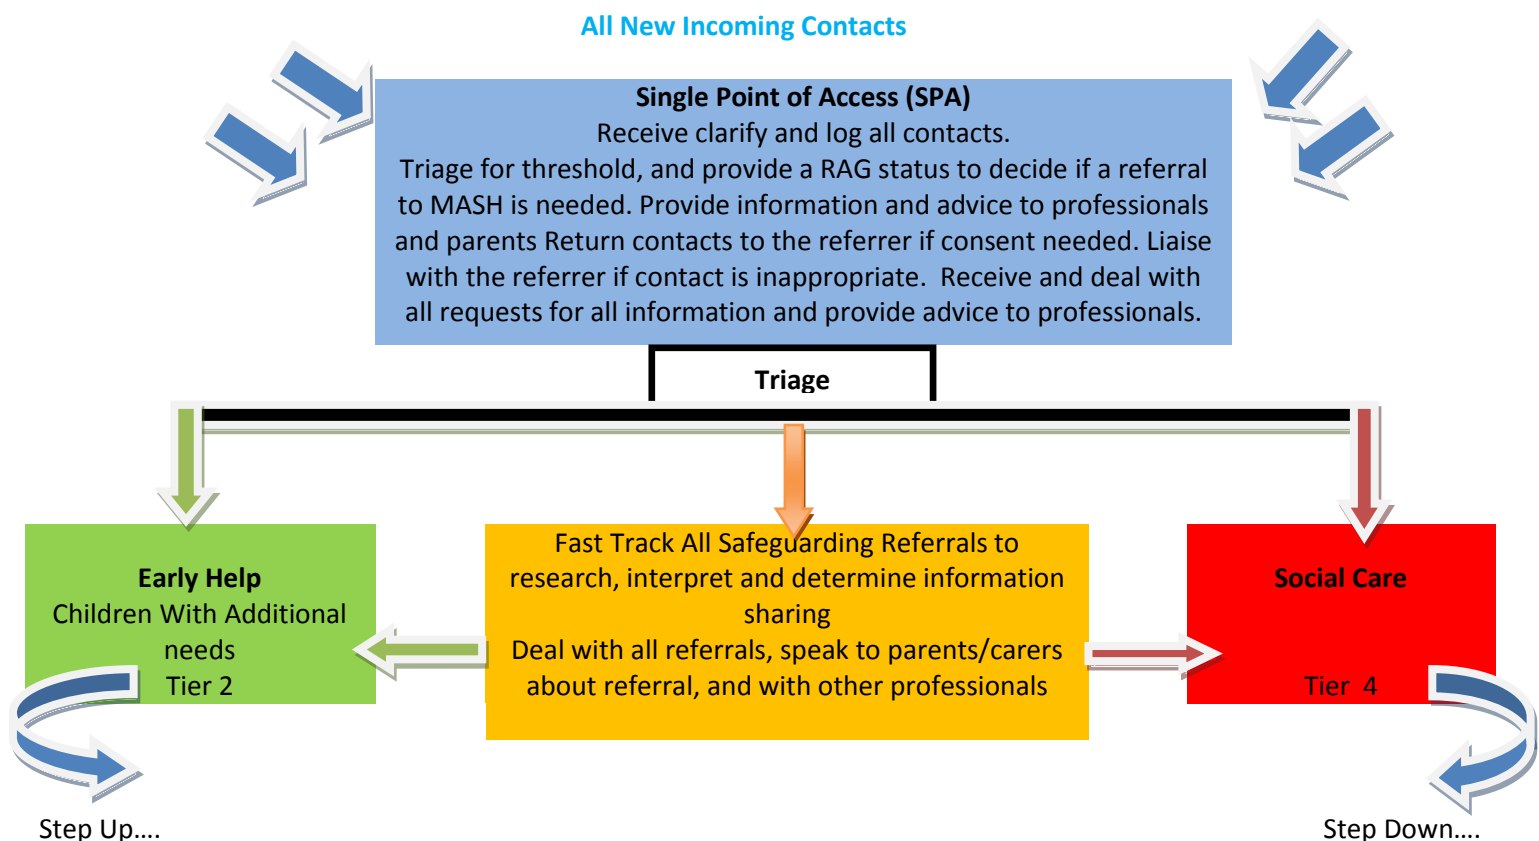 All New Incoming Contacts
Single Point of Access (SPA)
Receive clarify and log all contacts.
Triage for threshold, and provide a RAG status to decide if a referral
to MASH is needed. Provide information and advice to professionals
and parents Return contacts to the referrer if consent needed. Liaise
with the referrer if contact is inappropriate.  Receive and deal with
all requests for all information and provide advice to professionals.
Triage
Early Help
Children With Additional
needs
Tier 2
Fast Track All Safeguarding Referrals to
research, interpret and determine information
sharing
Deal with all referrals, speak to parents/carers
about referral, and with other professionals
Social Care
Tier  4
Step Up....
Step Down....